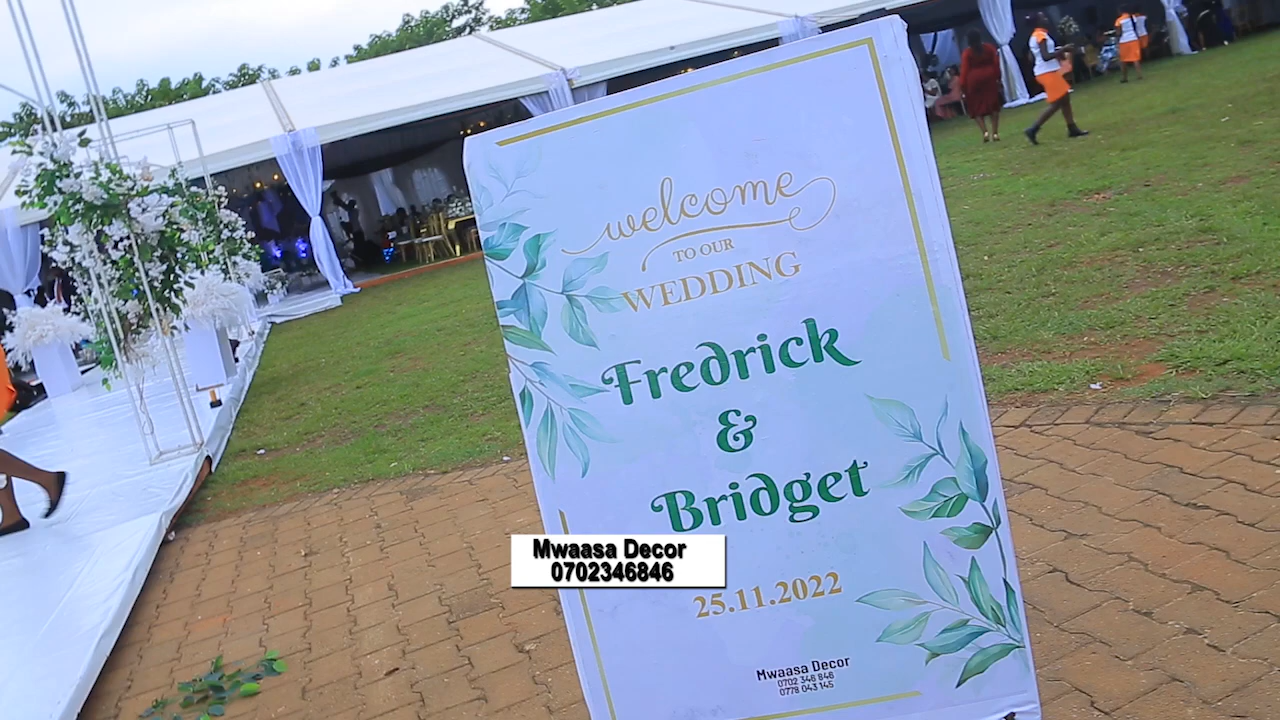 welcome
TO OUR
WEDDING
Fredrick
&
Bridget
Mwaasa Decor
0702346846
25.11.2022
Mwaasa Decor
0702 346 846
0778 043 145